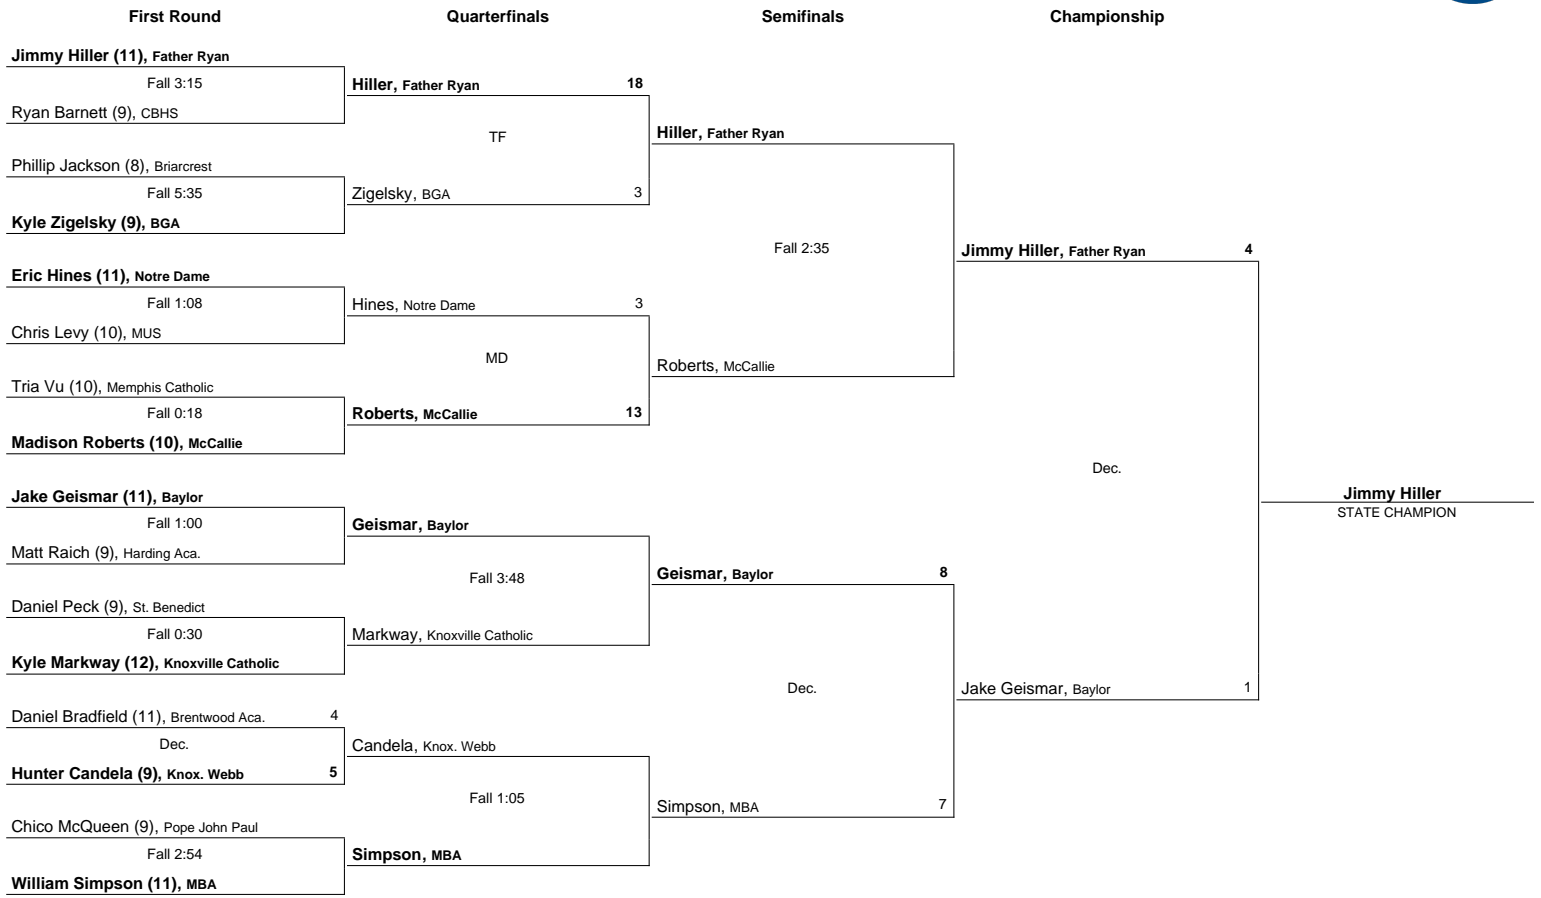 First Round
Quarterfinals
Semifinals
Championship
Jimmy Hiller (11), Father Ryan
Fall 3:15
Ryan Barnett (9), CBHS
Phillip Jackson (8), Briarcrest
Fall 5:35
Kyle Zigelsky (9), BGA
Eric Hines (11), Notre Dame
Fall 1:08
Chris Levy (10), MUS
Tria Vu (10), Memphis Catholic
Fall 0:18
Madison Roberts (10), McCallie
Jake Geismar (11), Baylor
Fall 1:00
Matt Raich (9), Harding Aca.
Daniel Peck (9), St. Benedict
Fall 0:30
Kyle Markway (12), Knoxville Catholic
Daniel Bradfield (11), Brentwood Aca. 4
Dec.
Hunter Candela (9), Knox. Webb 5
Chico McQueen (9), Pope John Paul
Fall 2:54
William Simpson (11), MBA
Hiller, Father Ryan 18
TF
Zigelsky, BGA 3
Hines, Notre Dame 3
MD
Roberts, McCallie 13
Geismar, Baylor
Fall 3:48
Markway, Knoxville Catholic
Candela, Knox. Webb
Fall 1:05
Simpson, MBA
Hiller, Father Ryan
Fall 2:35
Roberts, McCallie
Geismar, Baylor 8
Dec.
Simpson, MBA 7
Jimmy Hiller, Father Ryan 4
Dec.
Jake Geismar, Baylor 1
Jimmy Hiller
STATE CHAMPION